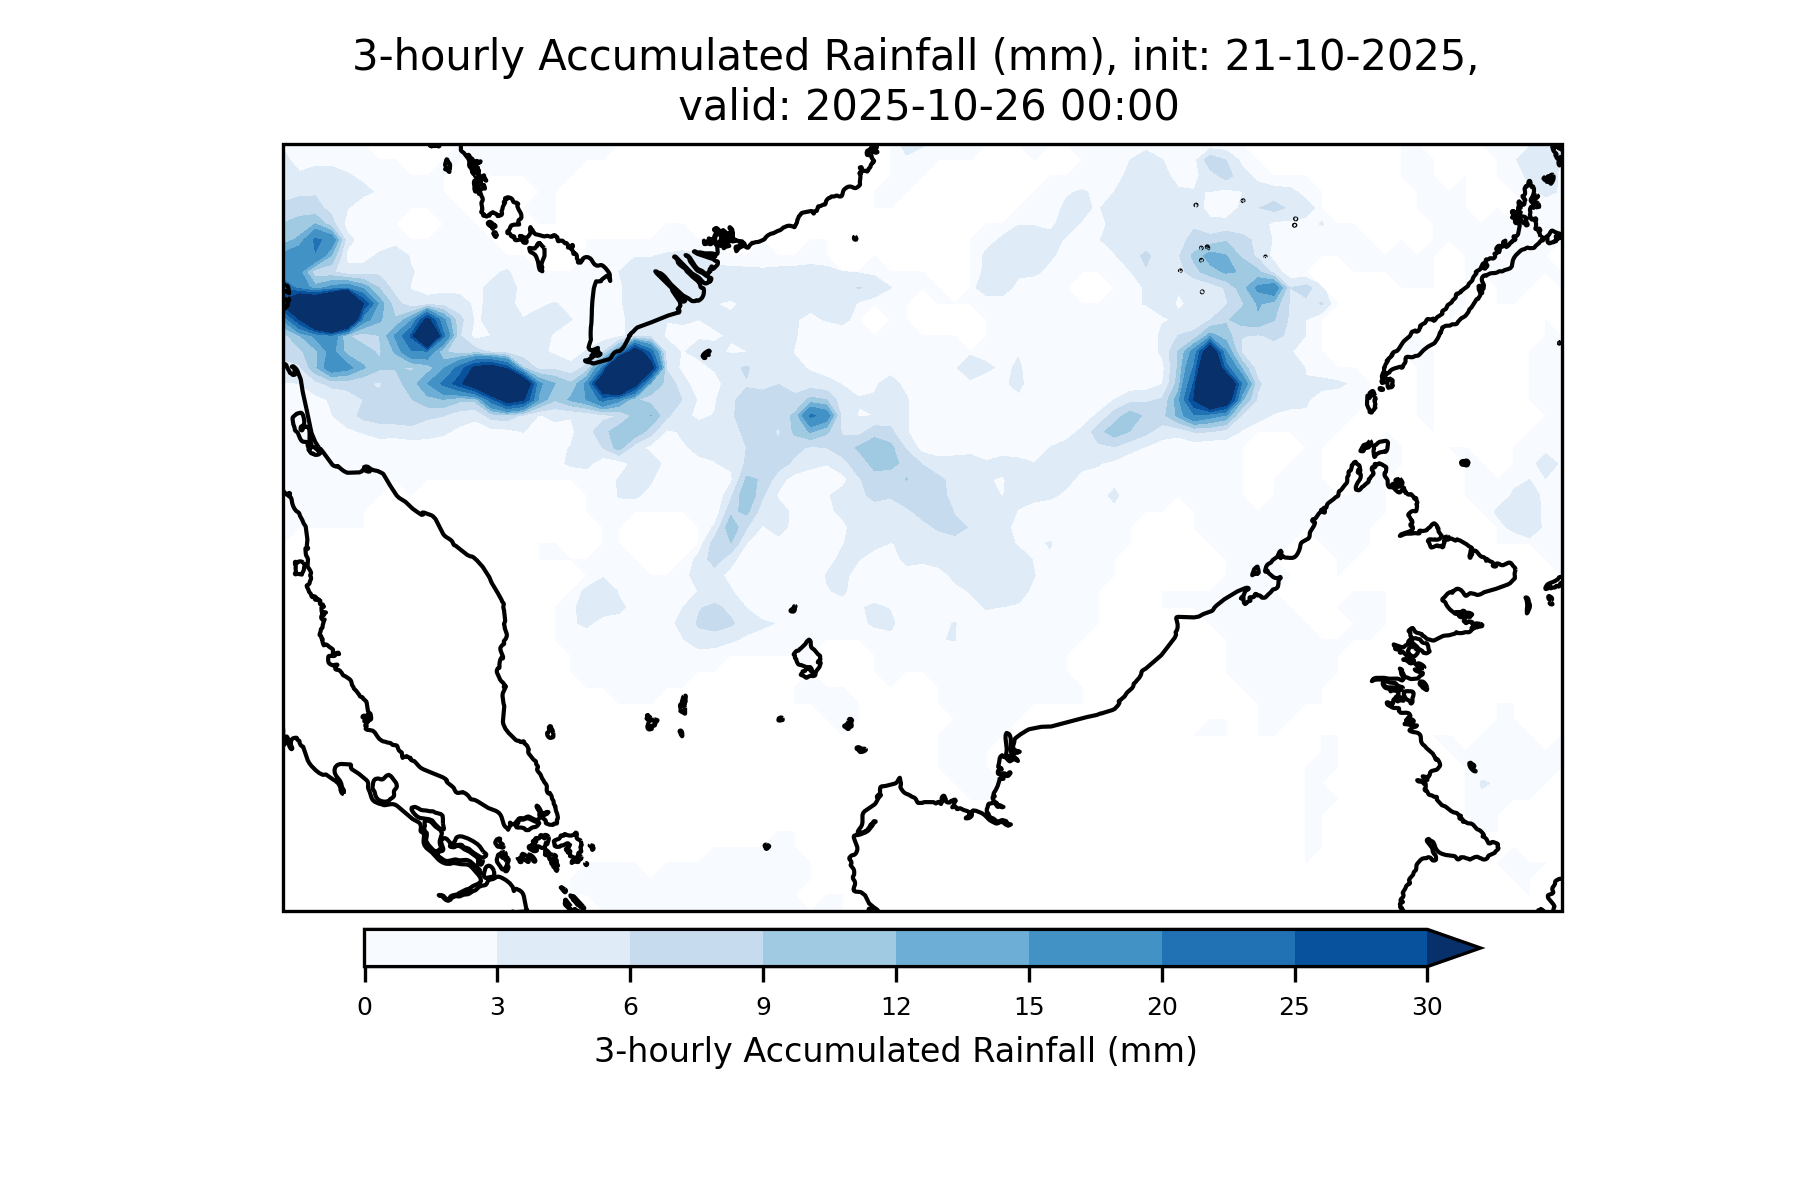 3-hourly Accumulated Rainfall (mm), init: 21-10-2025,
valid: 2025-10-26 00:00
0 3 6 9 12 15 20 25 30
3-hourly Accumulated Rainfall (mm)